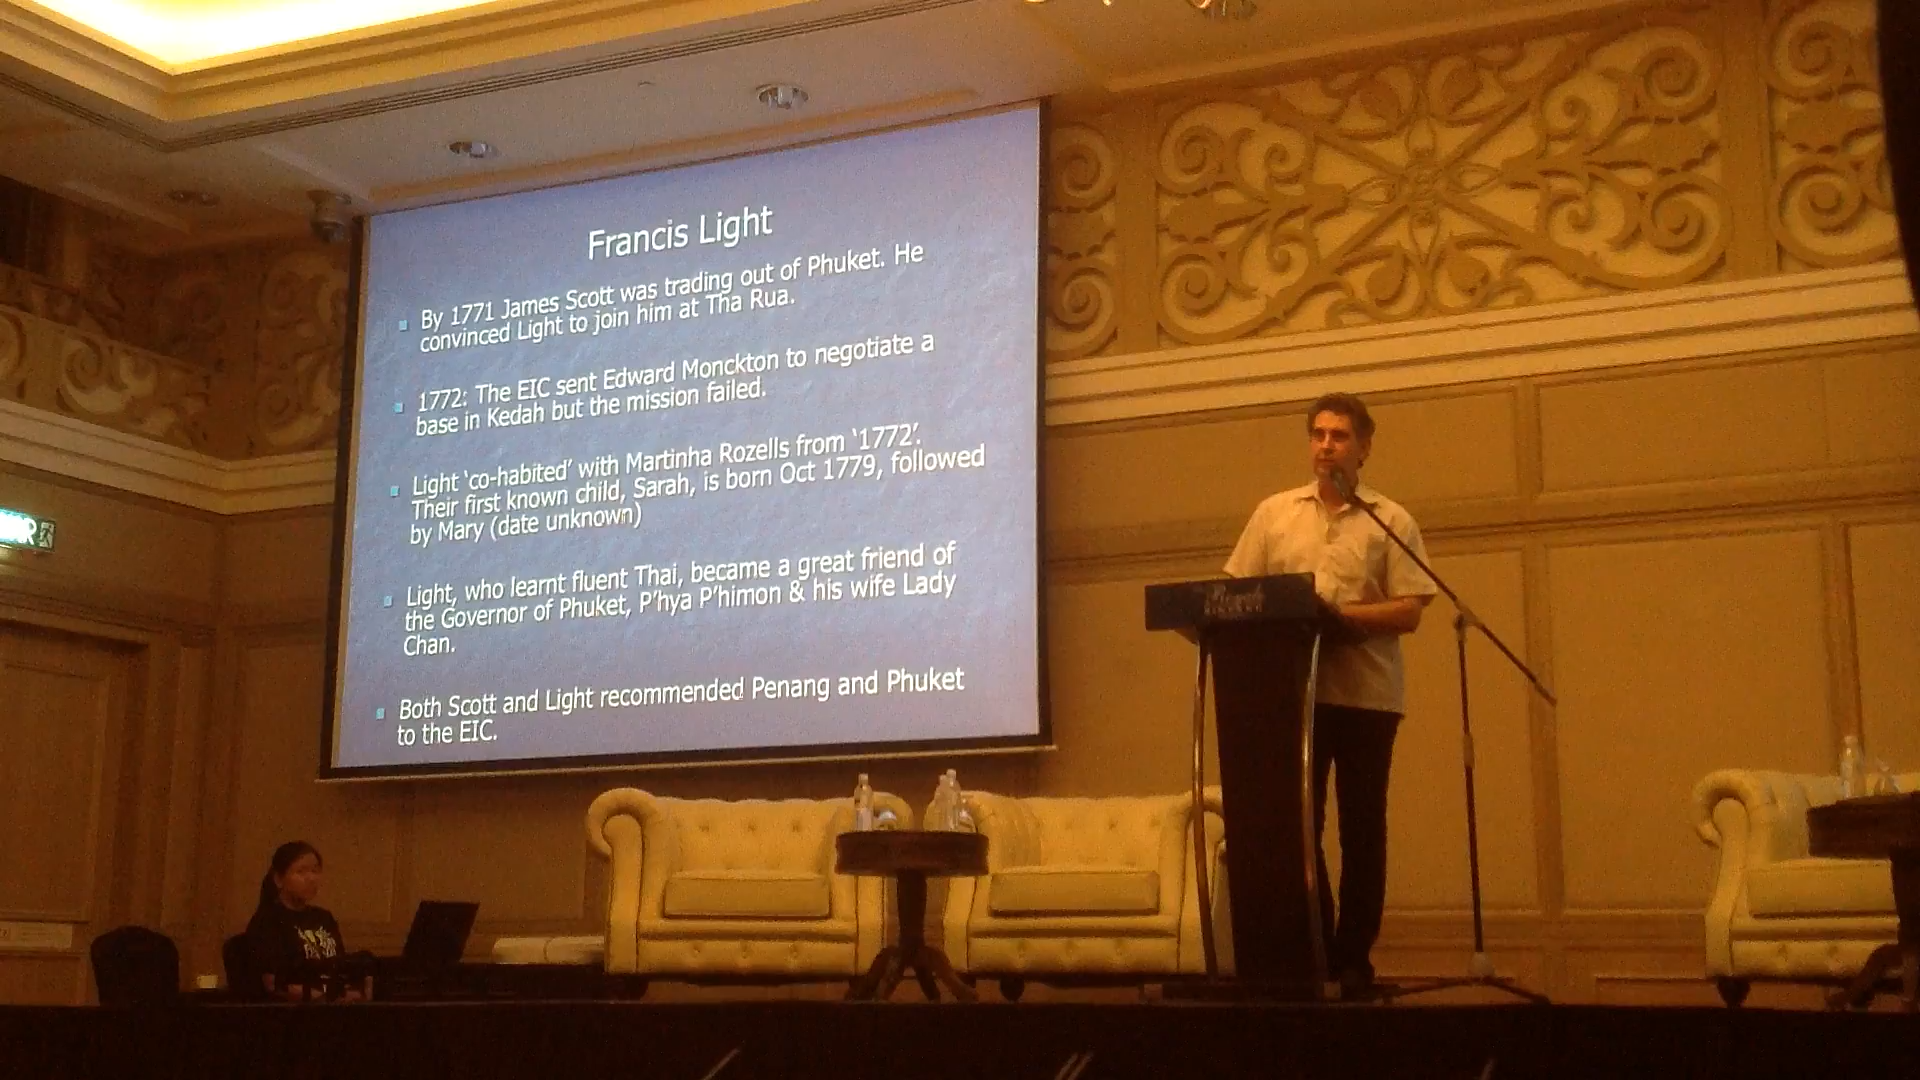 Francis Light
By 1771 James Scott was trading out of Phuket. He
convinced Light to join him at Tha Rua.
1772: The EIC sent Edward Monckton to negotiate a
base in Kedah but the mission failed.
Light ‘co-habited’ with Martinha Rozells from ‘1772’.
Their first known child, Sarah, is born Oct 1779, followed
by Mary (date unknown)
Light, who learnt fluent Thai, became a great friend of
the Governor of Phuket, P’hya P’himon & his wife Lady
Chan.
Both Scott and Light recommended Penang and Phuket
to the EIC.